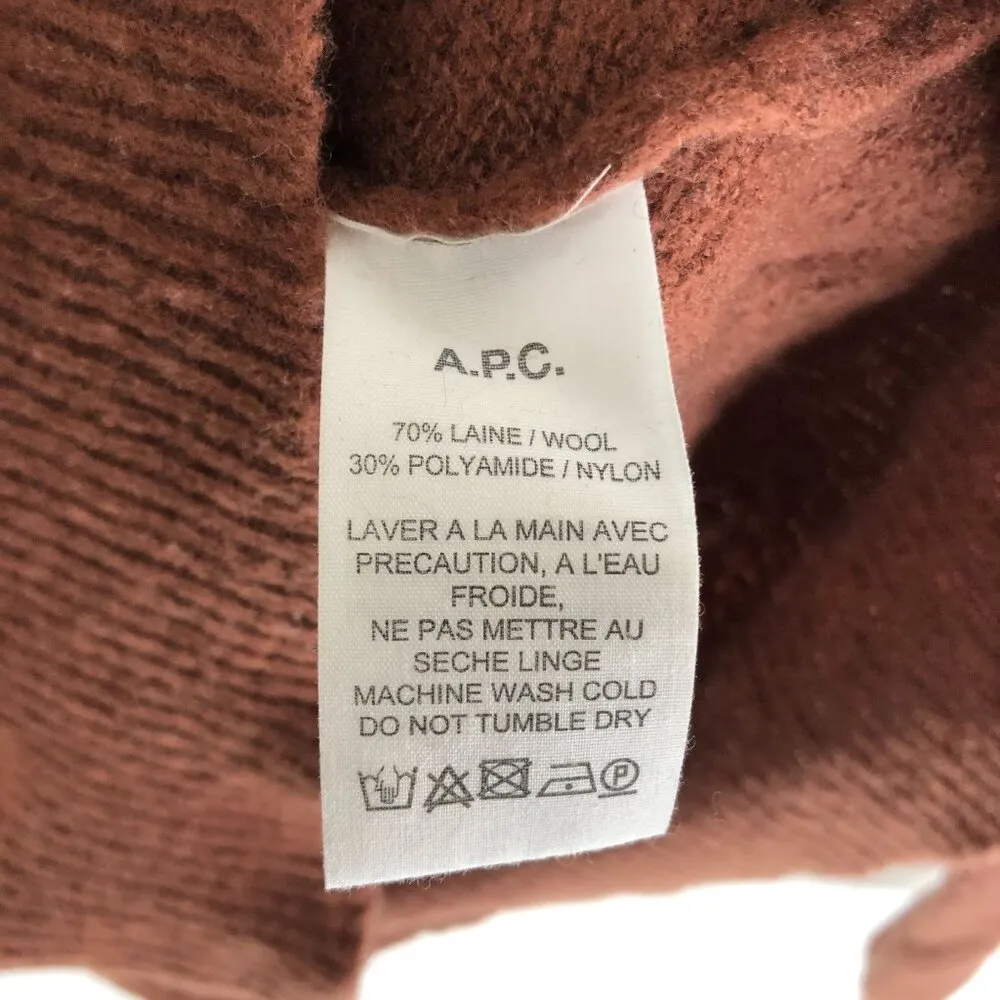 A.P.C.
70% LAINE / WOOL
30% POLYAMIDE / NYLON
LAVER A LA MAIN AVEC
PRECAUTION, A L'EAU
FROIDE,
NE PAS METTRE AU
SECHE LINGE
MACHINE WASH COLD
DO NOT TUMBLE DRY
P